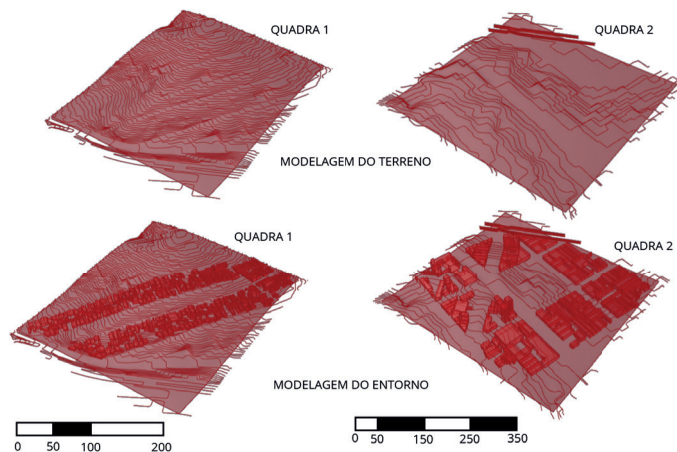 QUADRA 1
QUADRA 2
MODELAGEM DO TERRENO
QUADRA 1
QUADRA 2
MODELAGEM DO ENTORNO
0 50 100 200
0 50 150 250 350